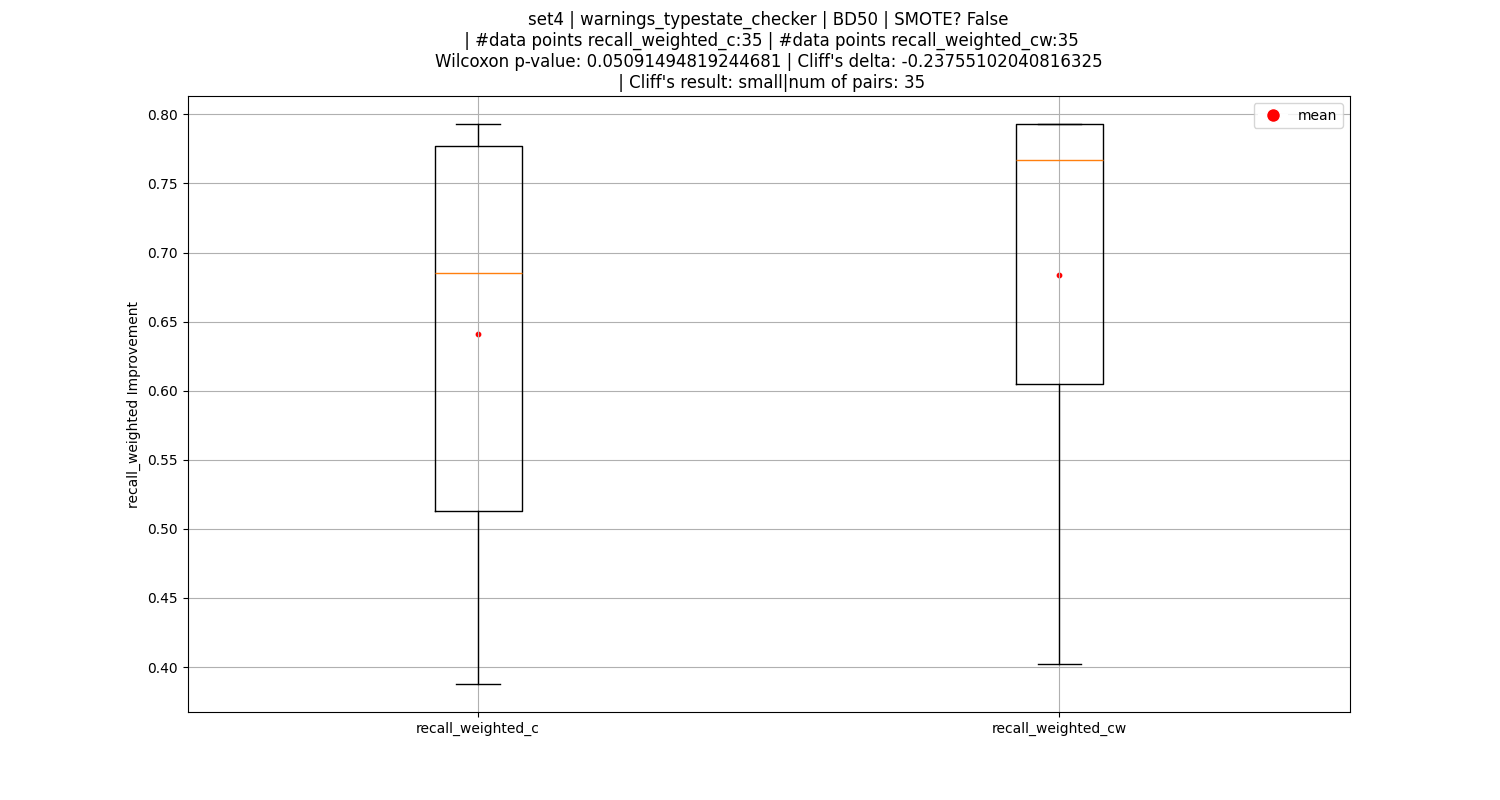 set4 | warnings_typestate_checker | BD50 | SMOTE? False
| #data points recall_weighted_c:35 | #data points recall_weighted_cw:35
Wilcoxon p-value: 0.05091494819244681 | Cliff's delta: -0.23755102040816325
| Cliff's result: small|num of pairs: 35
mean
0.80
0.75
0.70
0.65
0.60
0.55
0.50
0.45
0.40
recall_weighted Improvement
recall_weighted_c
recall_weighted_cw